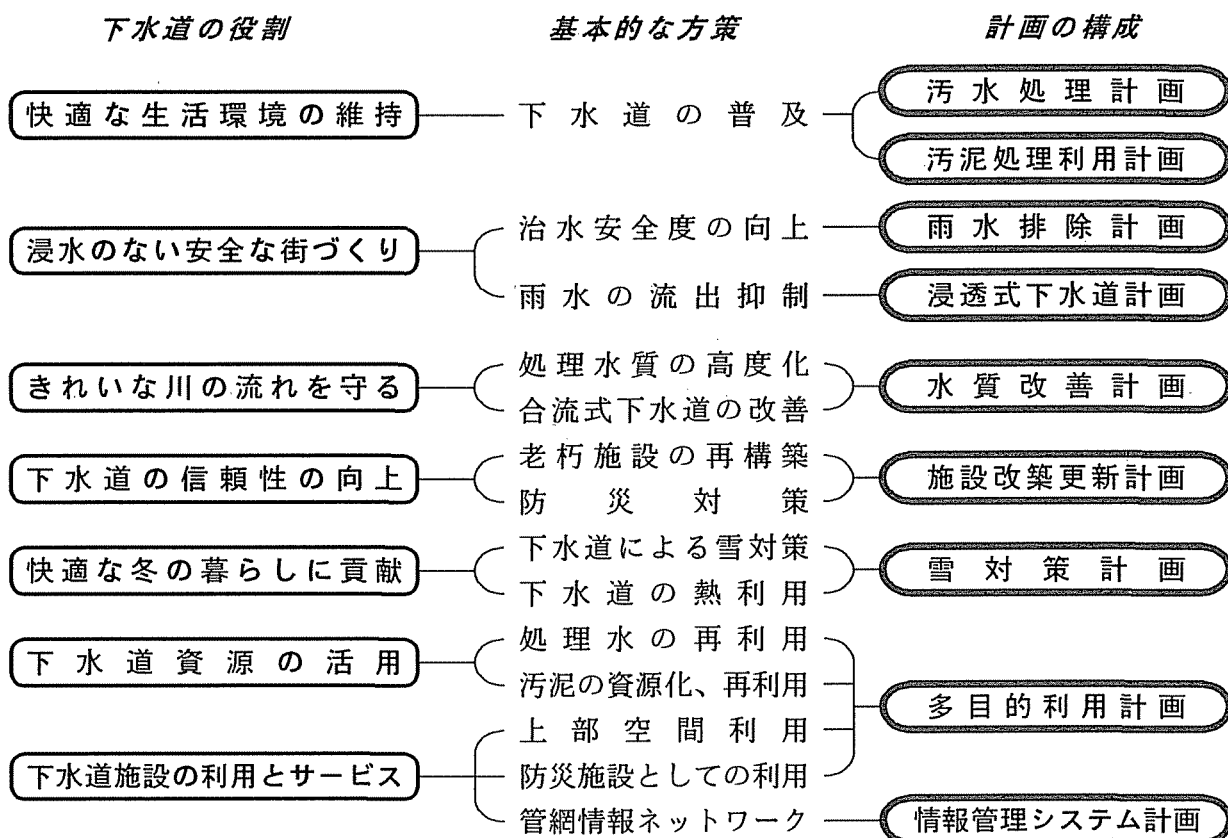 下水道の役割 基本的な方策 計画の構成
汚水処理計画
快適な生活環境の維持 下水道の普及
汚泥処理利用計画
治水安全度の向上 雨水排除計画
浸水のない安全な街づくり
雨水の流出抑制 浸透式下水道計画
処理水質の高度化
きれいな川の流れを守る 水質改善計画
合流式下水道の改善
老朽施設の再構築
下水道の信頼性の向上 施設改築更新計画
防災対策
下水道による雪対策
快適な冬の暮らしに貢献 雪対策計画
下水道の熱利用
処理水の再利用
下水道資源の活用
汚泥の資源化、再利用
多目的利用計画
上部空間利用
下水道施設の利用とサービス 防災施設としての利用
管網情報ネットワーク 情報管理システム計画